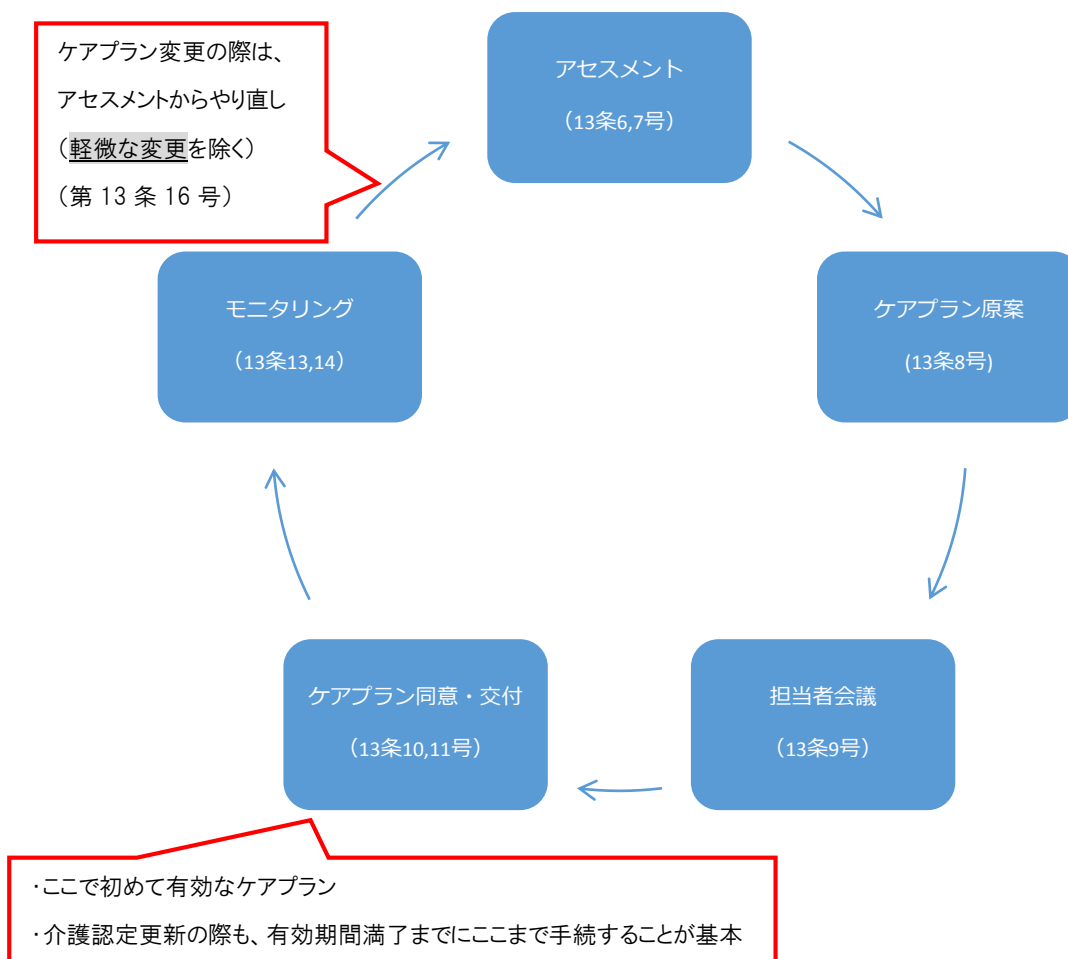 ケアプラン変更の際は、
アセスメントからやり直し
（軽微な変更を除く）
（第 13 条 16 号）
アセスメント
（13条6,7号）
ケアプラン原案
(13条8号)
担当者会議
（13条9号）
ケアプラン同意・交付
（13条10,11号）
モニタリング
（13条13,14）
・ここで初めて有効なケアプラン
・介護認定更新の際も、有効期間満了までにここまで手続することが基本